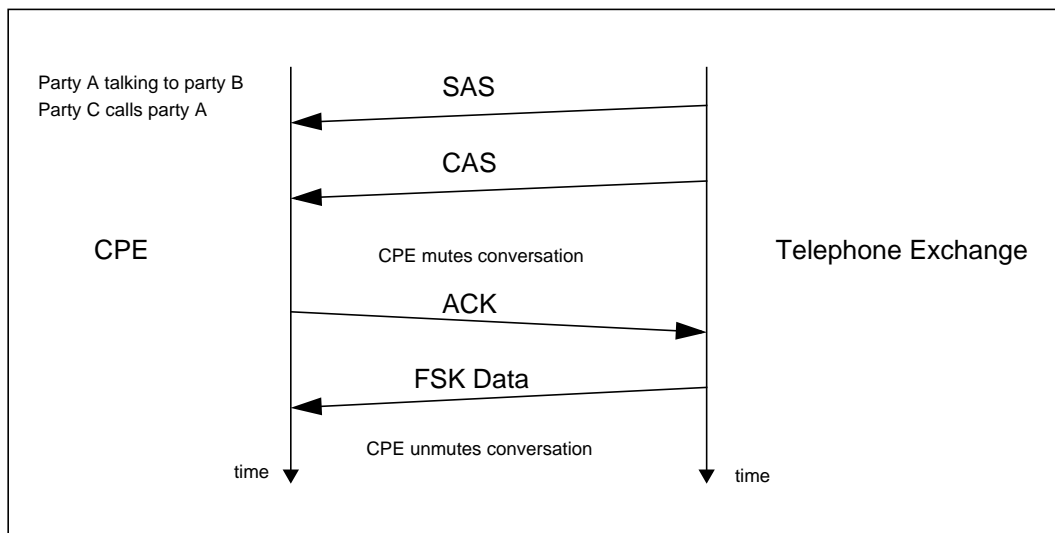 Party A talking to party B
Party C calls party A
SAS
CAS
CPE
CPE mutes conversation
Telephone Exchange
ACK
FSK Data
CPE unmutes conversation
time
time